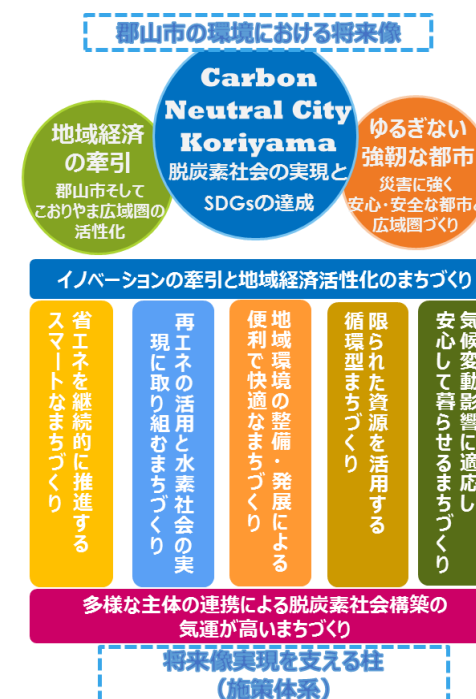 郡山市の環境における将来像
Carbon
Neutral City
Koriyama
脱炭素社会の実現と
SDGsの達成
地域経済
の牽引
郡山市そして
こおりやま広域圏の
活性化
ゆるぎない
強靭な都市
災害に強く
安心・安全な都市
広域圏づくり
イノベーションの牽引と地域経済活性化のまちづくり
省エネを継続的に推進する
スマートなまちづくり
再エネの活用と水素社会の実
現に取り組むまちづくり
地域環境の整備・発展による
便利で快適なまちづくり
限られた資源を活用する
循環型まちづくり
気候変動影響に適応し
安心して暮らせるまちづくり
多様な主体の連携による脱炭素社会構築の
気運が高いまちづくり
将来像実現を支える柱
（施策体系）